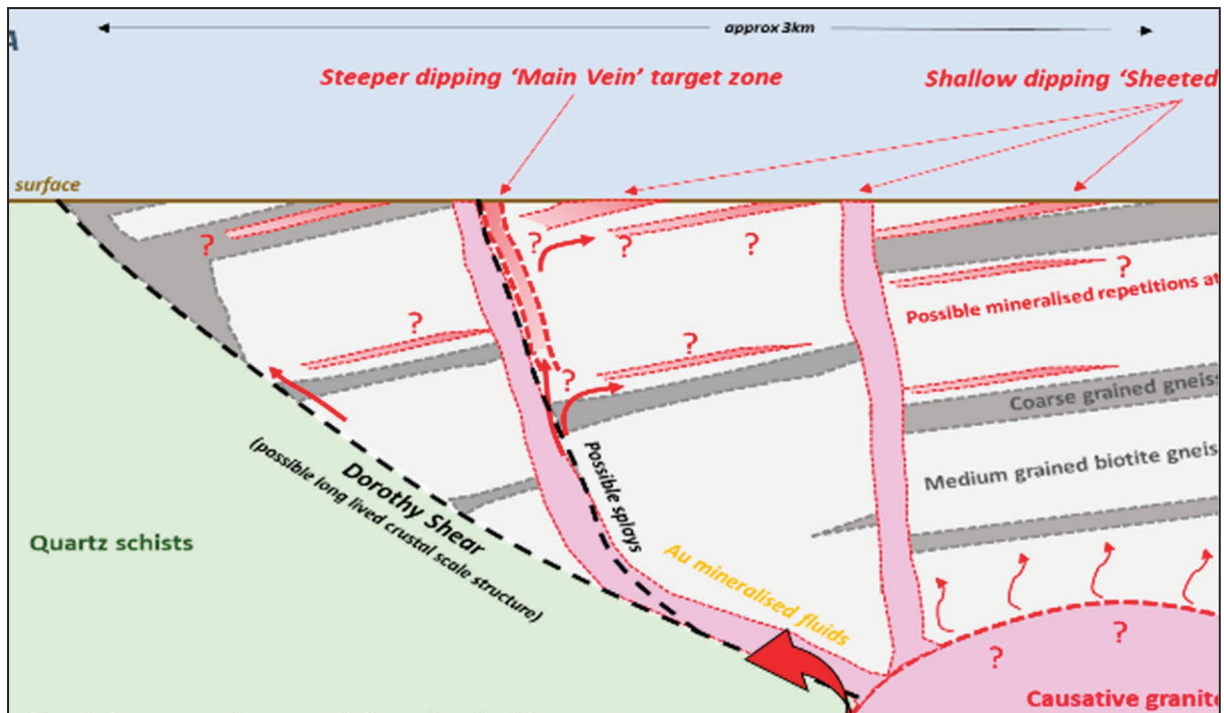 A
approx 3km
Steeper dipping ‘Main Vein’ target zone
Shallow dipping ‘Sheeted
surface
?
?
?
?
?
Possible mineralised repetitions at
?
?
?
Coarse grained gneiss
Medium grained biotite gneis
possible splays
Dorothy Shear
(possible long lived crustal scale structure)
Quartz schists
Au mineralised fluids
?
?
Causative granite